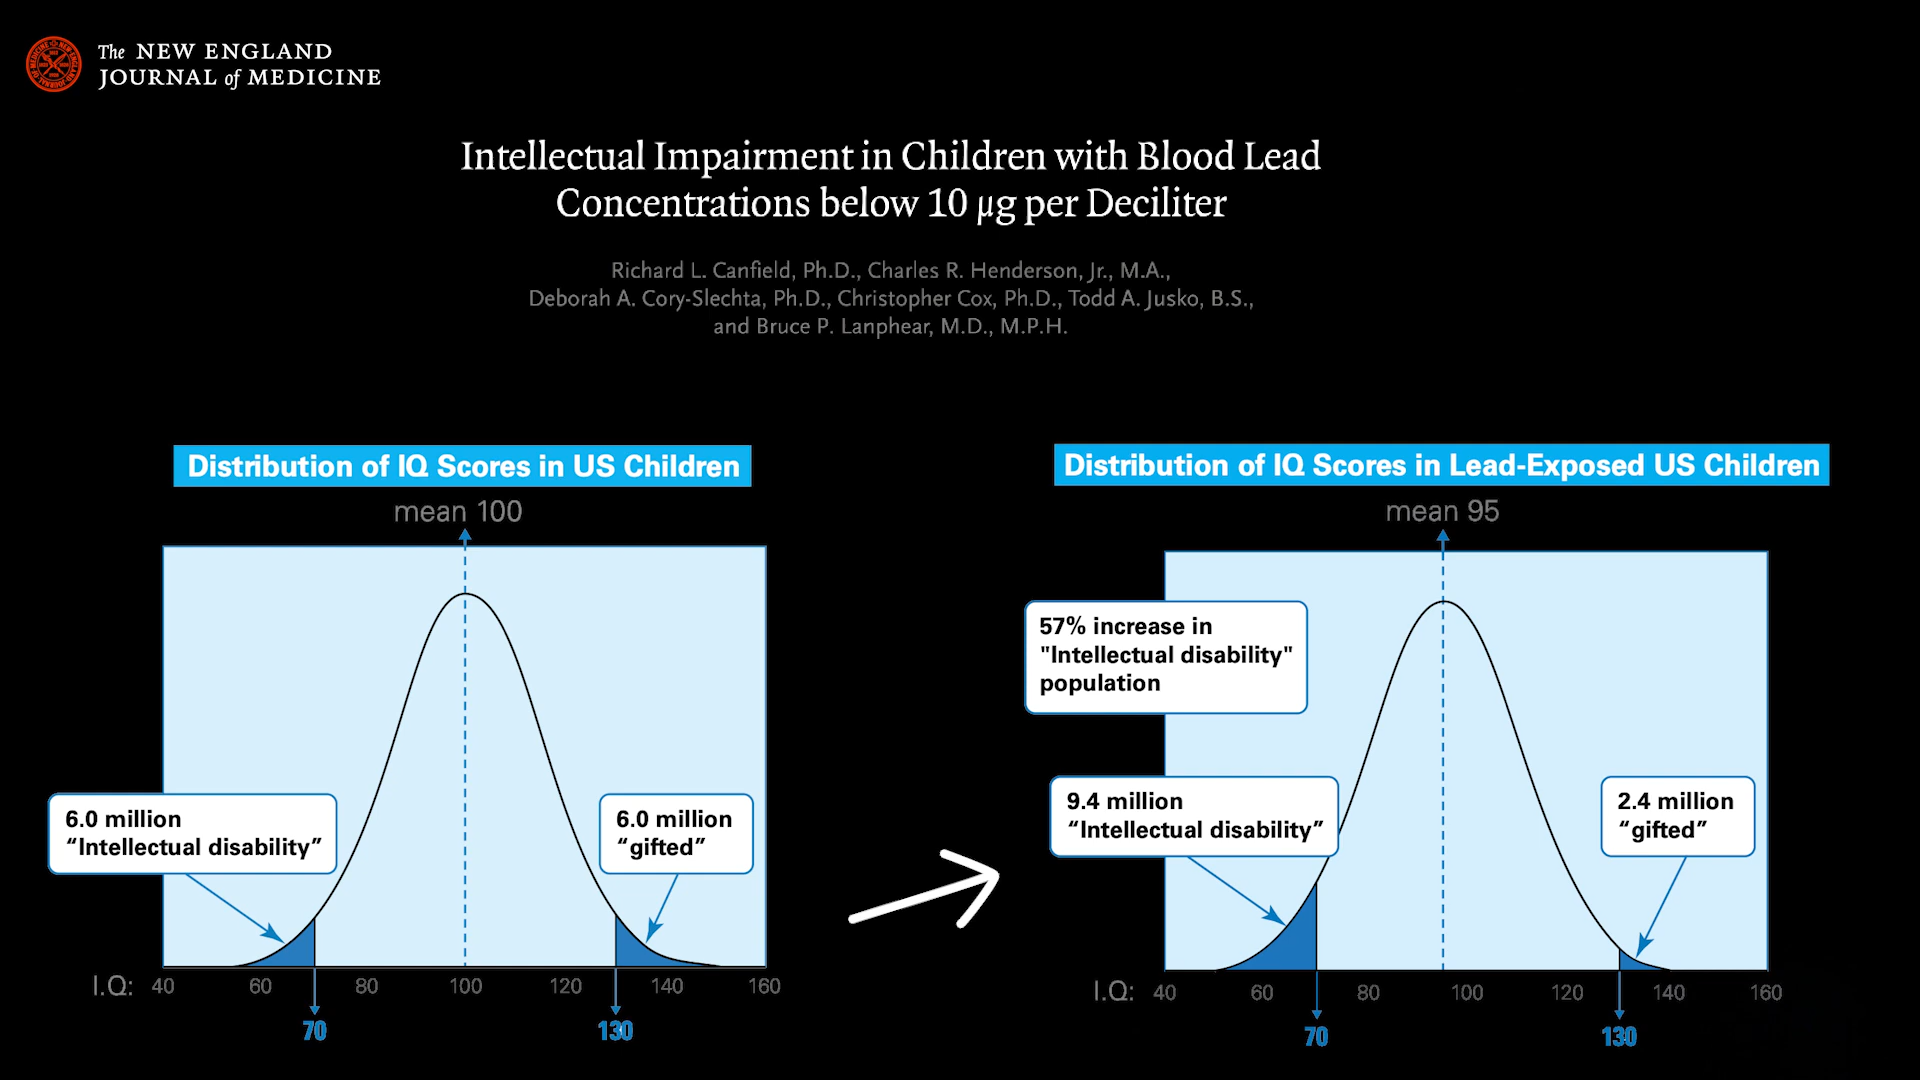 The NEW ENGLAND
JOURNAL of MEDICINE
Intellectual Impairment in Children with Blood Lead
Concentrations below 10 µg per Deciliter
Richard L. Canfield, Ph.D., Charles R. Henderson, Jr., M.A.,
Deborah A. Cory-Slechta, Ph.D., Christopher Cox, Ph.D., Todd A. Jusko, B.S.,
and Bruce P. Lanphear, M.D., M.P.H.
Distribution of IQ Scores in US Children
mean 100
6.0 million
“Intellectual disability”
6.0 million
“gifted”
I.Q: 40 60 80 100 120 140 160
70 130
Distribution of IQ Scores in Lead-Exposed US Children
mean 95
57% increase in
"Intellectual disability"
population
9.4 million
“Intellectual disability”
2.4 million
“gifted”
I.Q: 40 60 80 100 120 140 160
70 130